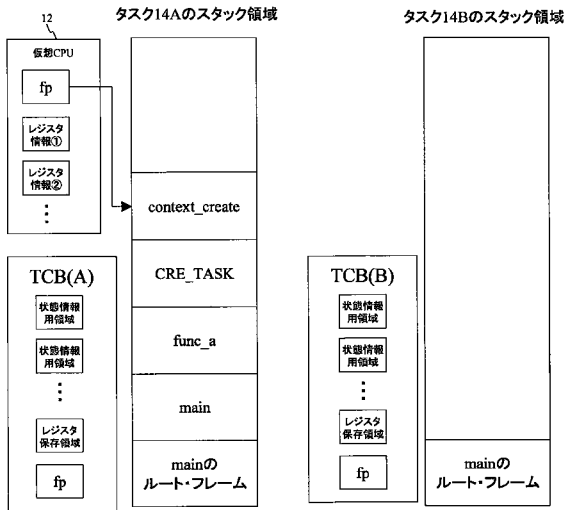 タスク14Aのスタック領域
タスク14Bのスタック領域
12
仮想CPU
fp
レジスタ
情報①
レジスタ
情報②
context_create
CRE_TASK
func_a
main
mainの
ルート・フレーム
TCB(A)
状態情報
用領域
状態情報
用領域
レジスタ
保存領域
fp
TCB(B)
状態情報
用領域
状態情報
用領域
レジスタ
保存領域
fp
mainの
ルート・フレーム